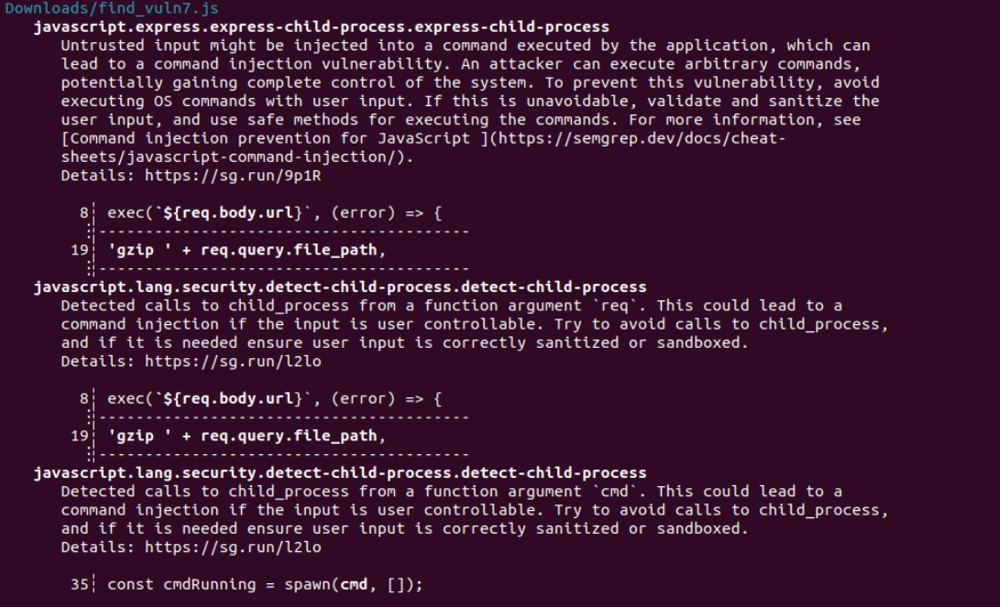 Downloads/find_vuln7.js
javascript.express.express-child-process.express-child-process
Untrusted input might be injected into a command executed by the application, which can
lead to a command injection vulnerability. An attacker can execute arbitrary commands,
potentially gaining complete control of the system. To prevent this vulnerability, avoid
executing OS commands with user input. If this is unavoidable, validate and sanitize the
user input, and use safe methods for executing the commands. For more information, see
[Command injection prevention for JavaScript ](https://semgrep.dev/docs/cheat-
sheets/javascript-command-injection/).
Details: https://sg.run/9p1R
8┆ exec(`${req.body.url}`, (error) => {
⋮┆----------------------------------------
19┆ 'gzip ' + req.query.file_path,
⋮┆----------------------------------------
javascript.lang.security.detect-child-process.detect-child-process
Detected calls to child_process from a function argument `req`. This could lead to a
command injection if the input is user controllable. Try to avoid calls to child_process,
and if it is needed ensure user input is correctly sanitized or sandboxed.
Details: https://sg.run/l2lo
8┆ exec(`${req.body.url}`, (error) => {
⋮┆----------------------------------------
19┆ 'gzip ' + req.query.file_path,
⋮┆----------------------------------------
javascript.lang.security.detect-child-process.detect-child-process
Detected calls to child_process from a function argument `cmd`. This could lead to a
command injection if the input is user controllable. Try to avoid calls to child_process,
and if it is needed ensure user input is correctly sanitized or sandboxed.
Details: https://sg.run/l2lo
35┆ const cmdRunning = spawn(cmd, []);